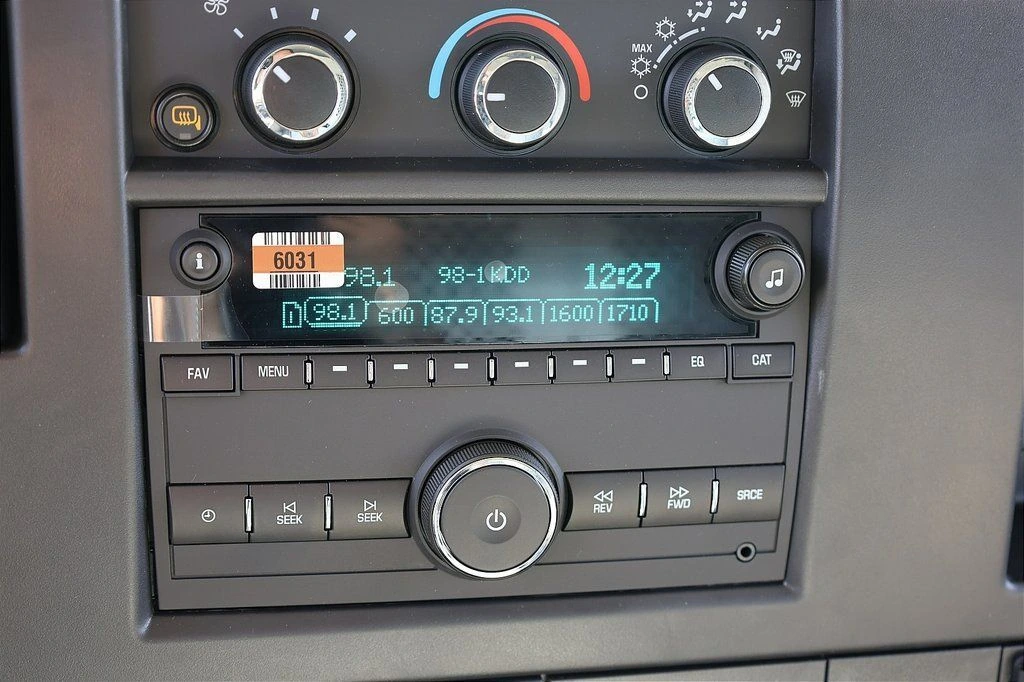 MAX
i
6031
98.1 98-1KDD 12:27
98.1 600 87.9 93.1 1600 1710
FAV MENU EQ CAT
SEEK SEEK REV FWD SRCE